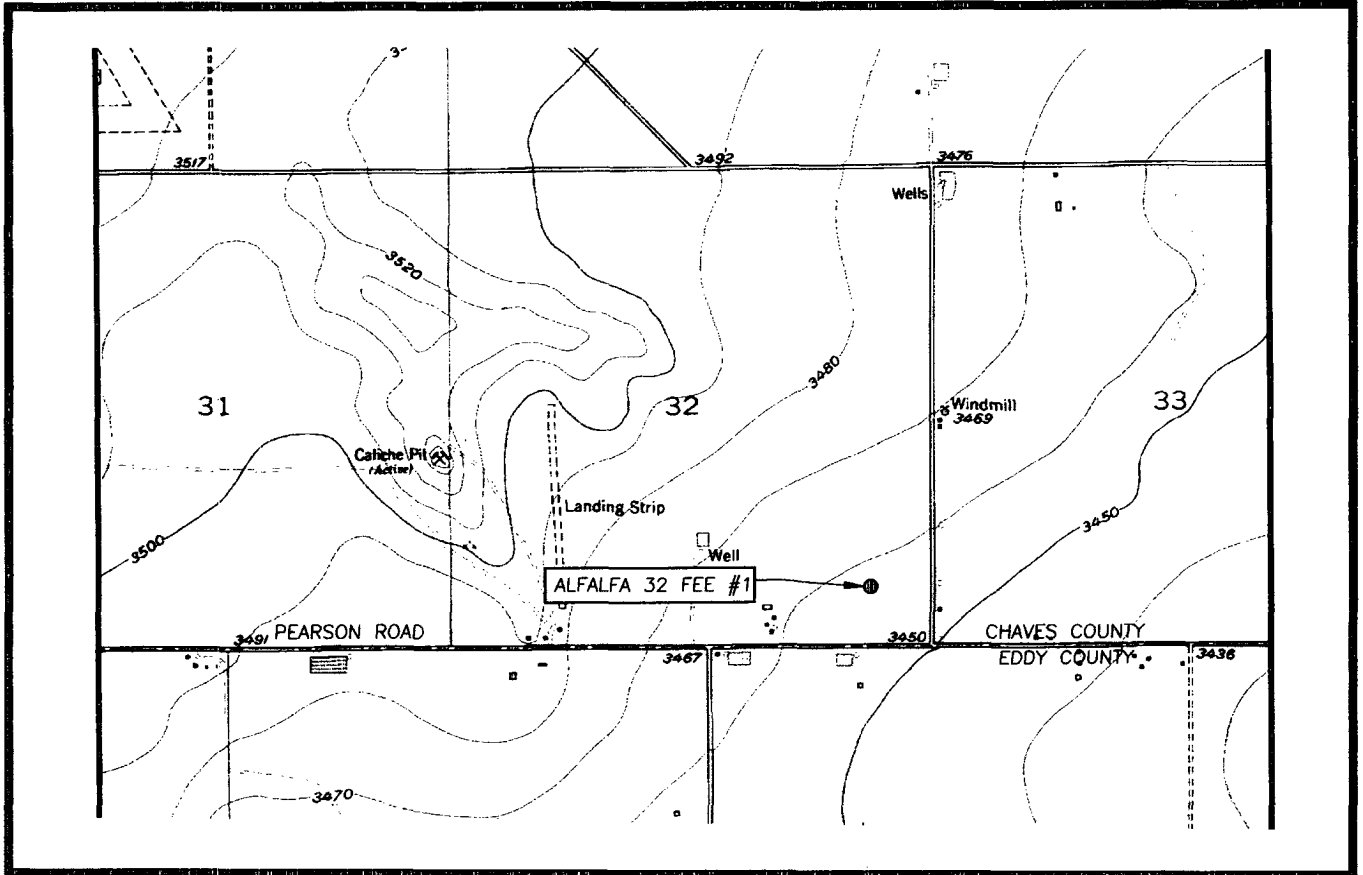 3-
3517
3492
3476
Wells
3520
3480
31
32
33
Windmill
3469
Caliche Pit
(Active)
Landing Strip
3450
3500
Well
ALFALFA 32 FEE #1
3491
PEARSON ROAD
3450
CHAVES COUNTY
3467
EDDY COUNTY
3436
3470